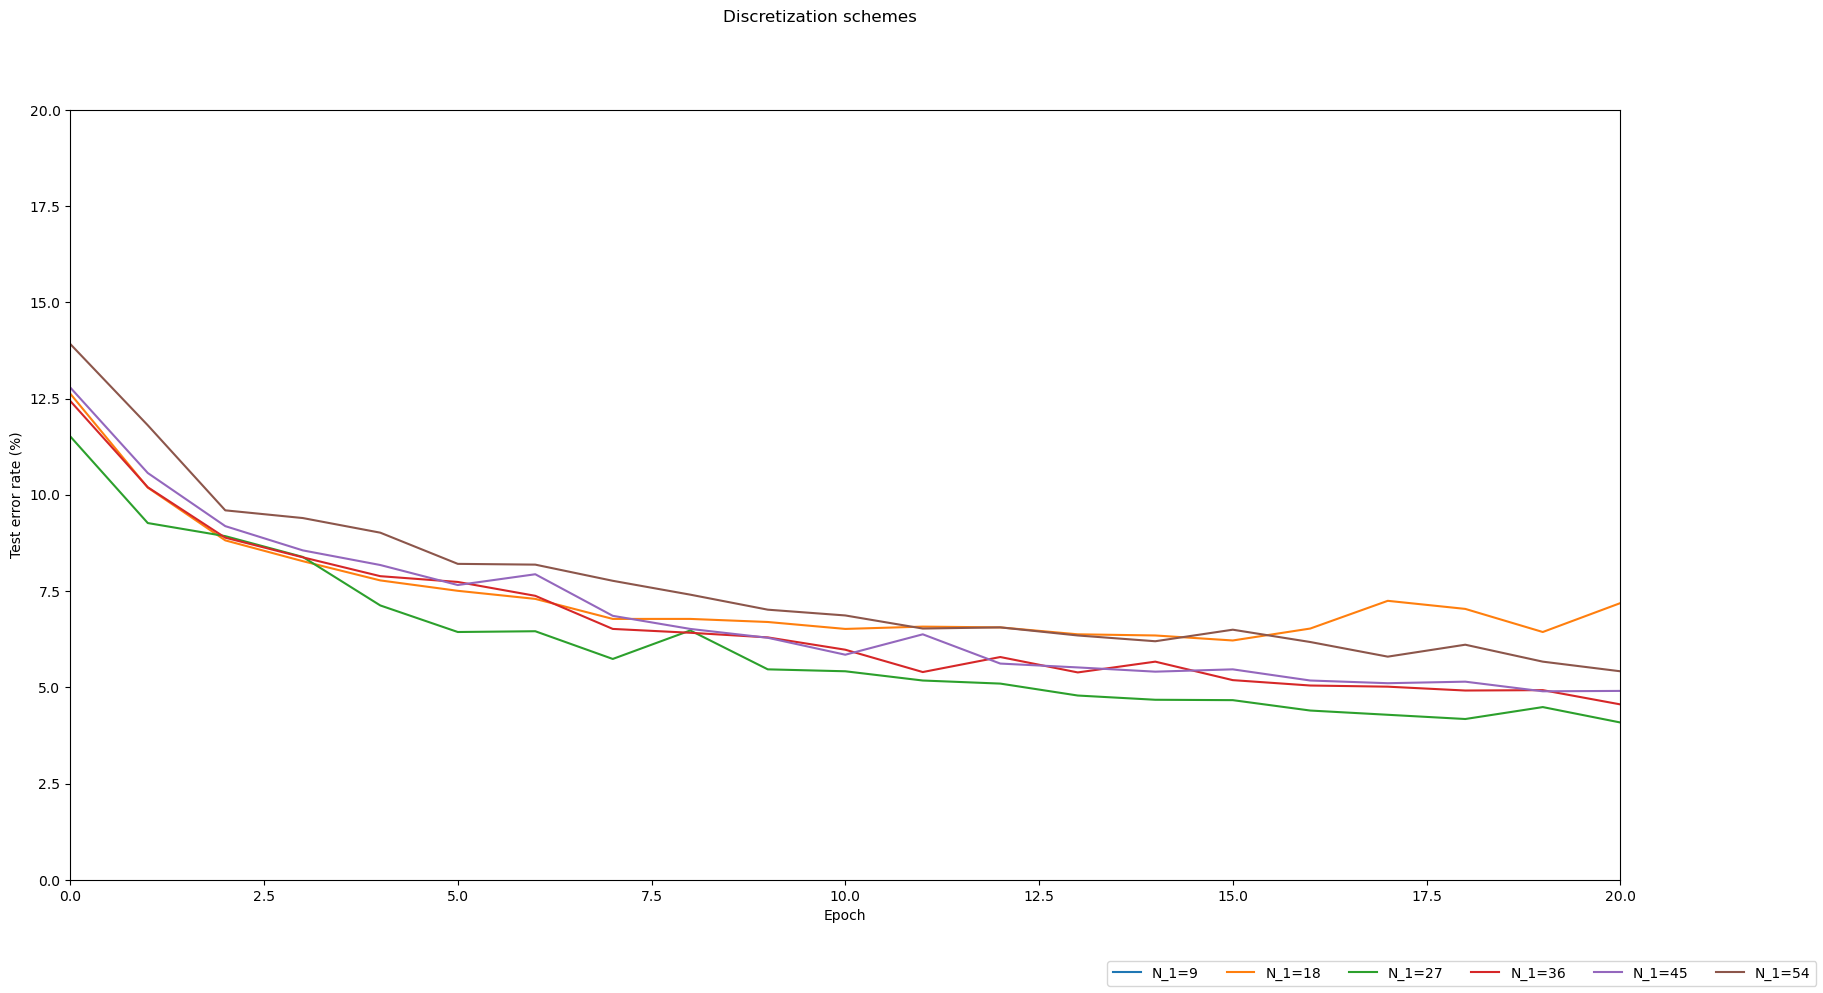 Discretization schemes
20.0
17.5
15.0
12.5
10.0
7.5
5.0
2.5
0.0
Test error rate (%)
0.0 2.5 5.0 7.5 10.0 12.5 15.0 17.5 20.0
Epoch
N_1=9 N_1=18 N_1=27 N_1=36 N_1=45 N_1=54